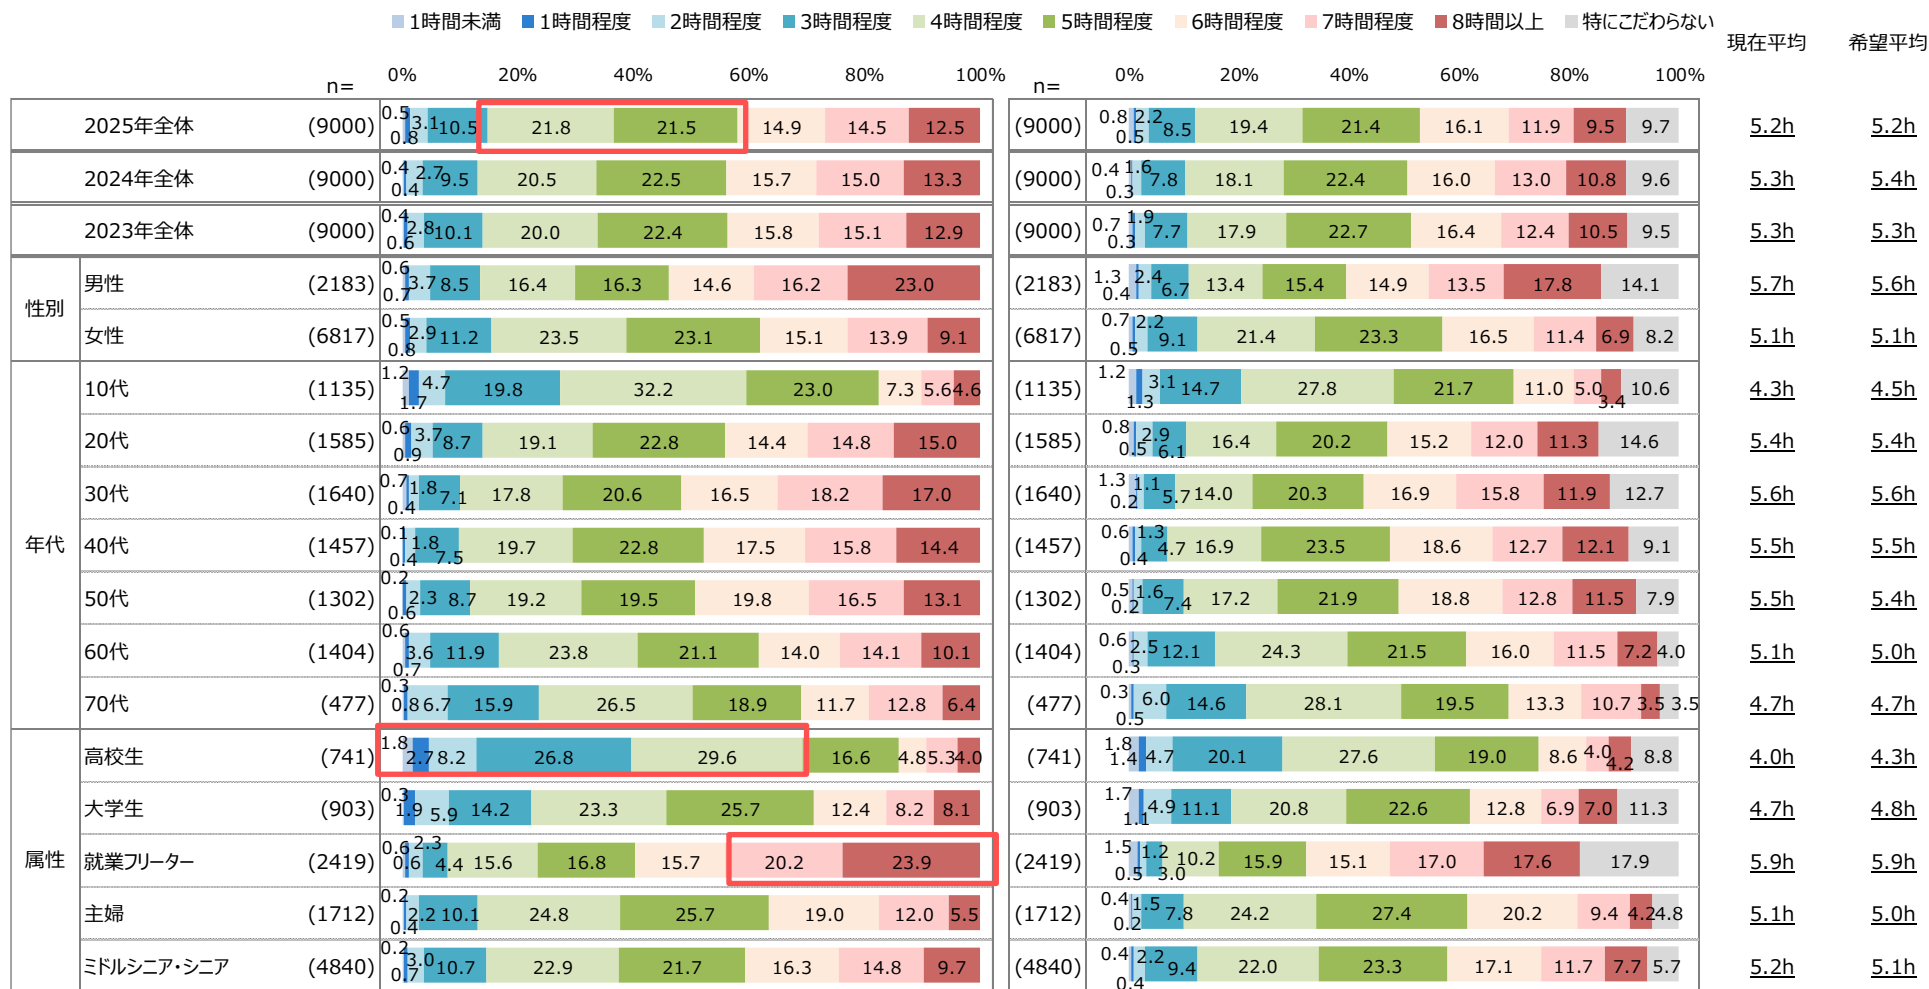 1時間未満 1時間程度 2時間程度 3時間程度 4時間程度 5時間程度 6時間程度 7時間程度 8時間以上 特にこだわらない
現在平均 希望平均
n= 0% 20% 40% 60% 80% 100% n= 0% 20% 40% 60% 80% 100%
2025年全体 (9000) 0.5 0.8 3.1 10.5 21.8 21.5 14.9 14.5 12.5 (9000) 0.8 0.5 2.2 8.5 19.4 21.4 16.1 11.9 9.5 9.7 5.2h 5.2h
2024年全体 (9000) 0.4 0.4 2.7 9.5 20.5 22.5 15.7 15.0 13.3 (9000) 0.4 0.3 1.6 7.8 18.1 22.4 16.0 13.0 10.8 9.6 5.3h 5.4h
2023年全体 (9000) 0.4 0.6 2.8 10.1 20.0 22.4 15.8 15.1 12.9 (9000) 0.7 0.3 1.9 7.7 17.9 22.7 16.4 12.4 10.5 9.5 5.3h 5.3h
性別
男性 (2183) 0.6 0.7 3.7 8.5 16.4 16.3 14.6 16.2 23.0 (2183) 1.3 0.4 2.4 6.7 13.4 15.4 14.9 13.5 17.8 14.1 5.7h 5.6h
女性 (6817) 0.5 0.8 2.9 11.2 23.5 23.1 15.1 13.9 9.1 (6817) 0.7 0.5 2.2 9.1 21.4 23.3 16.5 11.4 6.9 8.2 5.1h 5.1h
年代
10代 (1135) 1.2 1.7 4.7 19.8 32.2 23.0 7.3 5.6 4.6 (1135) 1.2 1.3 3.1 14.7 27.8 21.7 11.0 5.0 3.4 10.6 4.3h 4.5h
20代 (1585) 0.6 0.9 3.7 8.7 19.1 22.8 14.4 14.8 15.0 (1585) 0.8 0.5 2.9 6.1 16.4 20.2 15.2 12.0 11.3 14.6 5.4h 5.4h
30代 (1640) 0.7 0.4 1.8 7.1 17.8 20.6 16.5 18.2 17.0 (1640) 1.3 0.2 1.1 5.7 14.0 20.3 16.9 15.8 11.9 12.7 5.6h 5.6h
40代 (1457) 0.1 0.4 1.8 7.5 19.7 22.8 17.5 15.8 14.4 (1457) 0.6 0.4 1.3 4.7 16.9 23.5 18.6 12.7 12.1 9.1 5.5h 5.5h
50代 (1302) 0.2 0.6 2.3 8.7 19.2 19.5 19.8 16.5 13.1 (1302) 0.5 0.2 1.6 7.4 17.2 21.9 18.8 12.8 11.5 7.9 5.5h 5.4h
60代 (1404) 0.6 0.7 3.6 11.9 23.8 21.1 14.0 14.1 10.1 (1404) 0.6 0.3 2.5 12.1 24.3 21.5 16.0 11.5 7.2 4.0 5.1h 5.0h
70代 (477) 0.3 0.8 6.7 15.9 26.5 18.9 11.7 12.8 6.4 (477) 0.3 0.5 6.0 14.6 28.1 19.5 13.3 10.7 3.5 3.5 4.7h 4.7h
属性
高校生 (741) 1.8 2.7 8.2 26.8 29.6 16.6 4.8 5.3 4.0 (741) 1.8 1.4 4.7 20.1 27.6 19.0 8.6 4.0 4.2 8.8 4.0h 4.3h
大学生 (903) 0.3 1.9 5.9 14.2 23.3 25.7 12.4 8.2 8.1 (903) 1.7 1.1 4.9 11.1 20.8 22.6 12.8 6.9 7.0 11.3 4.7h 4.8h
就業フリーター (2419) 0.6 0.6 2.3 4.4 15.6 16.8 15.7 20.2 23.9 (2419) 1.5 0.5 1.2 3.0 10.2 15.9 15.1 17.0 17.6 17.9 5.9h 5.9h
主婦 (1712) 0.2 0.4 2.2 10.1 24.8 25.7 19.0 12.0 5.5 (1712) 0.4 0.2 1.5 7.8 24.2 27.4 20.2 9.4 4.2 4.8 5.1h 5.0h
ミドルシニア・シニア (4840) 0.2 0.7 3.0 10.7 22.9 21.7 16.3 14.8 9.7 (4840) 0.4 0.4 2.2 9.4 22.0 23.3 17.1 11.7 7.7 5.7 5.2h 5.1h